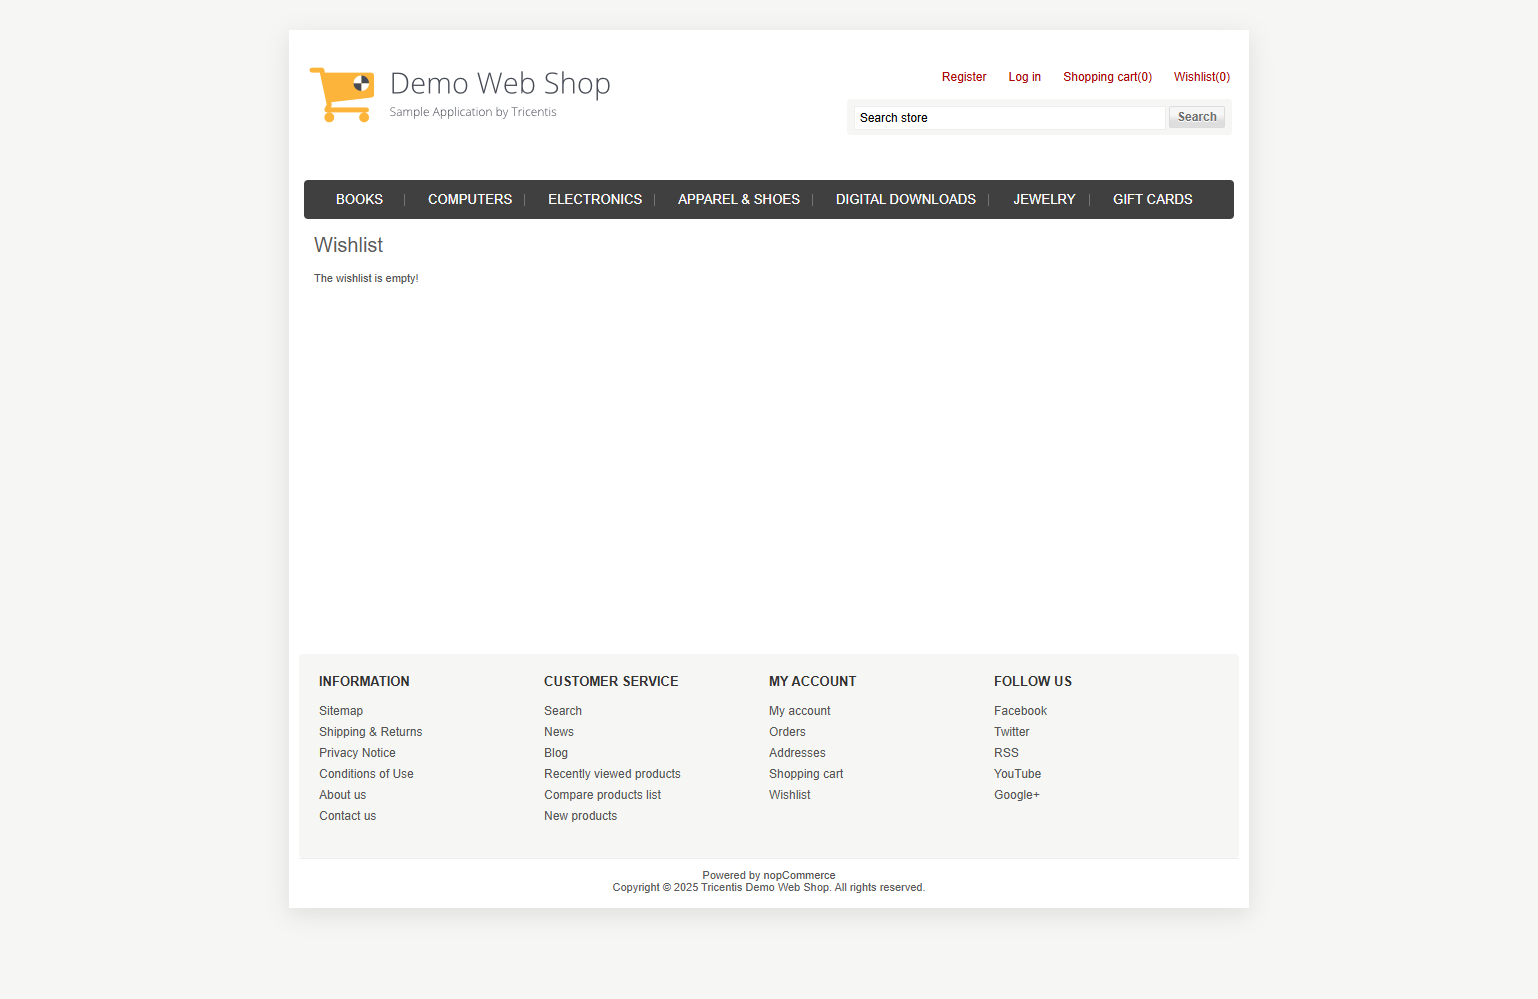 Demo Web Shop
Sample Application by Tricentis
Register Log in Shopping cart(0) Wishlist(0)
Search store Search
BOOKS COMPUTERS ELECTRONICS APPAREL & SHOES DIGITAL DOWNLOADS JEWELRY GIFT CARDS
Wishlist
The wishlist is empty!
INFORMATION
Sitemap
Shipping & Returns
Privacy Notice
Conditions of Use
About us
Contact us
CUSTOMER SERVICE
Search
News
Blog
Recently viewed products
Compare products list
New products
MY ACCOUNT
My account
Orders
Addresses
Shopping cart
Wishlist
FOLLOW US
Facebook
Twitter
RSS
YouTube
Google+
Powered by nopCommerce
Copyright © 2025 Tricentis Demo Web Shop. All rights reserved.